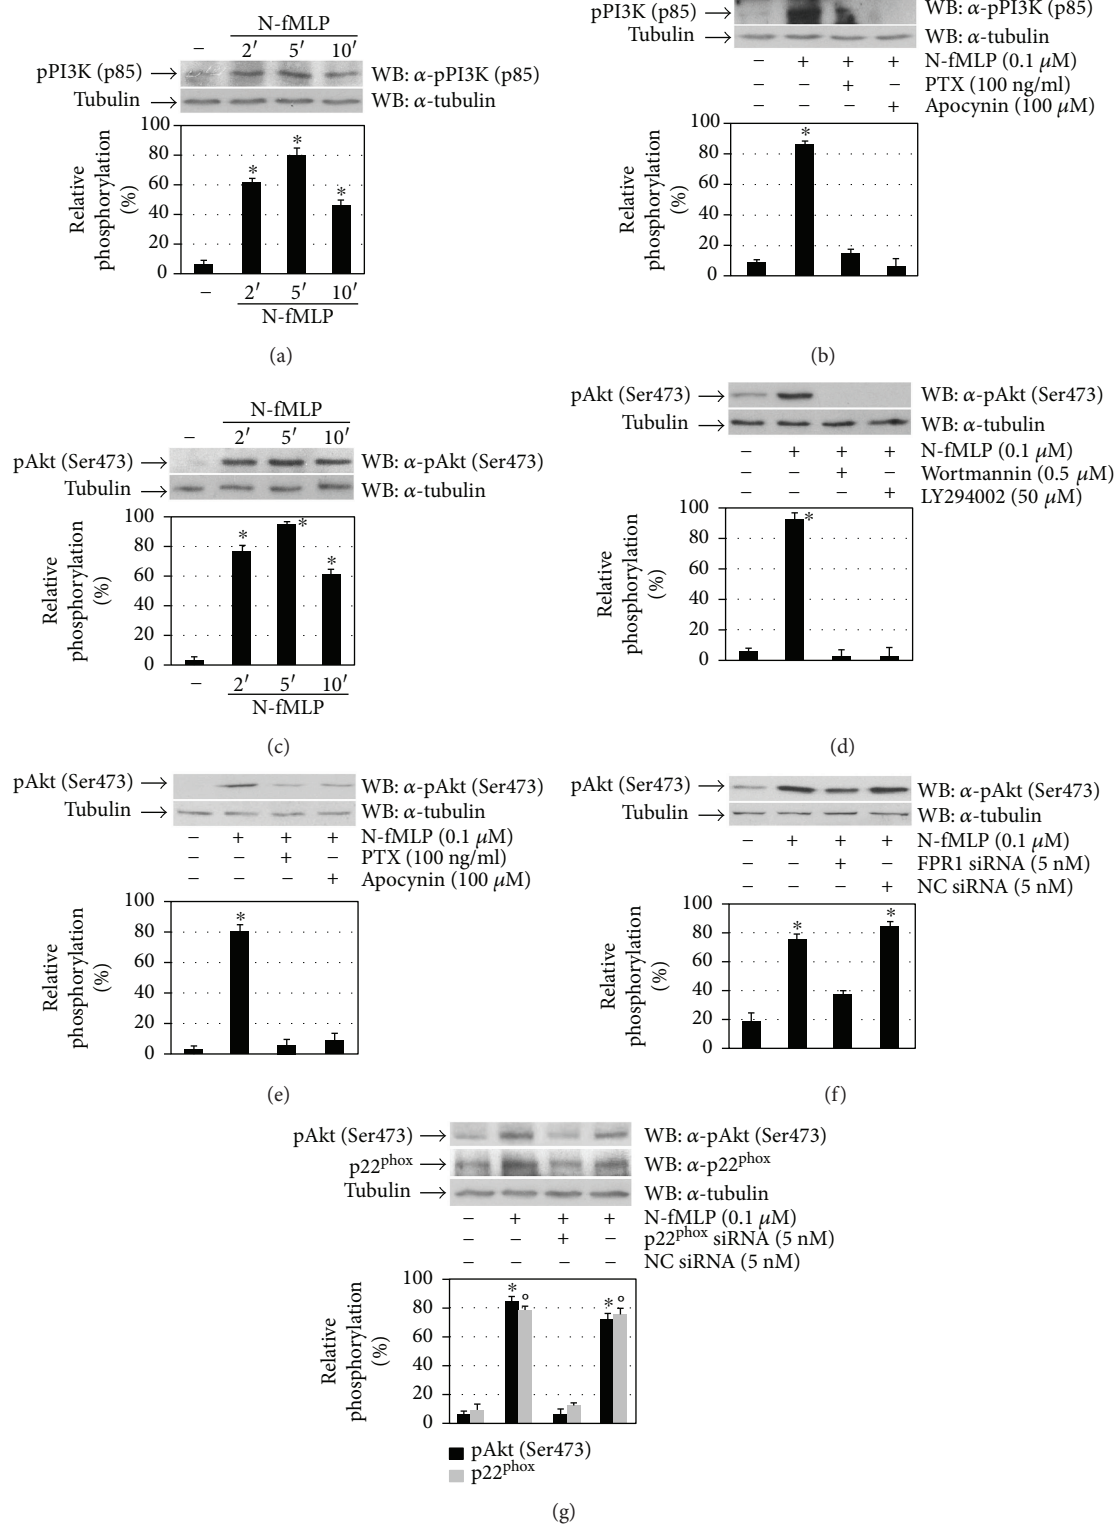 N-fMLP
– 2′ 5′ 10′
pPI3K (p85) → WB: α-pPI3K (p85)
Tubulin → WB: α-tubulin
100
80
60
40
20
0
Relative phosphorylation (%)
* * *
– 2′ 5′ 10′
N-fMLP
(a)
pPI3K (p85) → WB: α-pPI3K (p85)
Tubulin → WB: α-tubulin
– + + + N-fMLP (0.1 μM)
– – + – PTX (100 ng/ml)
– – – + Apocynin (100 μM)
100
80
60
40
20
0
Relative phosphorylation (%)
*
(b)
N-fMLP
– 2′ 5′ 10′
pAkt (Ser473) → WB: α-pAkt (Ser473)
Tubulin → WB: α-tubulin
100
80
60
40
20
0
Relative phosphorylation (%)
* * *
– 2′ 5′ 10′
N-fMLP
(c)
pAkt (Ser473) → WB: α-pAkt (Ser473)
Tubulin → WB: α-tubulin
– + + + N-fMLP (0.1 μM)
– – + – Wortmannin (0.5 μM)
– – – + LY294002 (50 μM)
100
80
60
40
20
0
Relative phosphorylation (%)
*
(d)
pAkt (Ser473) → WB: α-pAkt (Ser473)
Tubulin → WB: α-tubulin
– + + + N-fMLP (0.1 μM)
– – + – PTX (100 ng/ml)
– – – + Apocynin (100 μM)
100
80
60
40
20
0
Relative phosphorylation (%)
*
(e)
pAkt (Ser473) → WB: α-pAkt (Ser473)
Tubulin → WB: α-tubulin
– + + + N-fMLP (0.1 μM)
– – + – FPR1 siRNA (5 nM)
– – – + NC siRNA (5 nM)
100
80
60
40
20
0
Relative phosphorylation (%)
* *
(f)
pAkt (Ser473) → WB: α-pAkt (Ser473)
p22phox → WB: α-p22phox
Tubulin → WB: α-tubulin
– + + + N-fMLP (0.1 μM)
– – + – p22phox siRNA (5 nM)
– – – – NC siRNA (5 nM)
100
80
60
40
20
0
Relative phosphorylation (%)
* ° * °
pAkt (Ser473)
p22phox
(g)